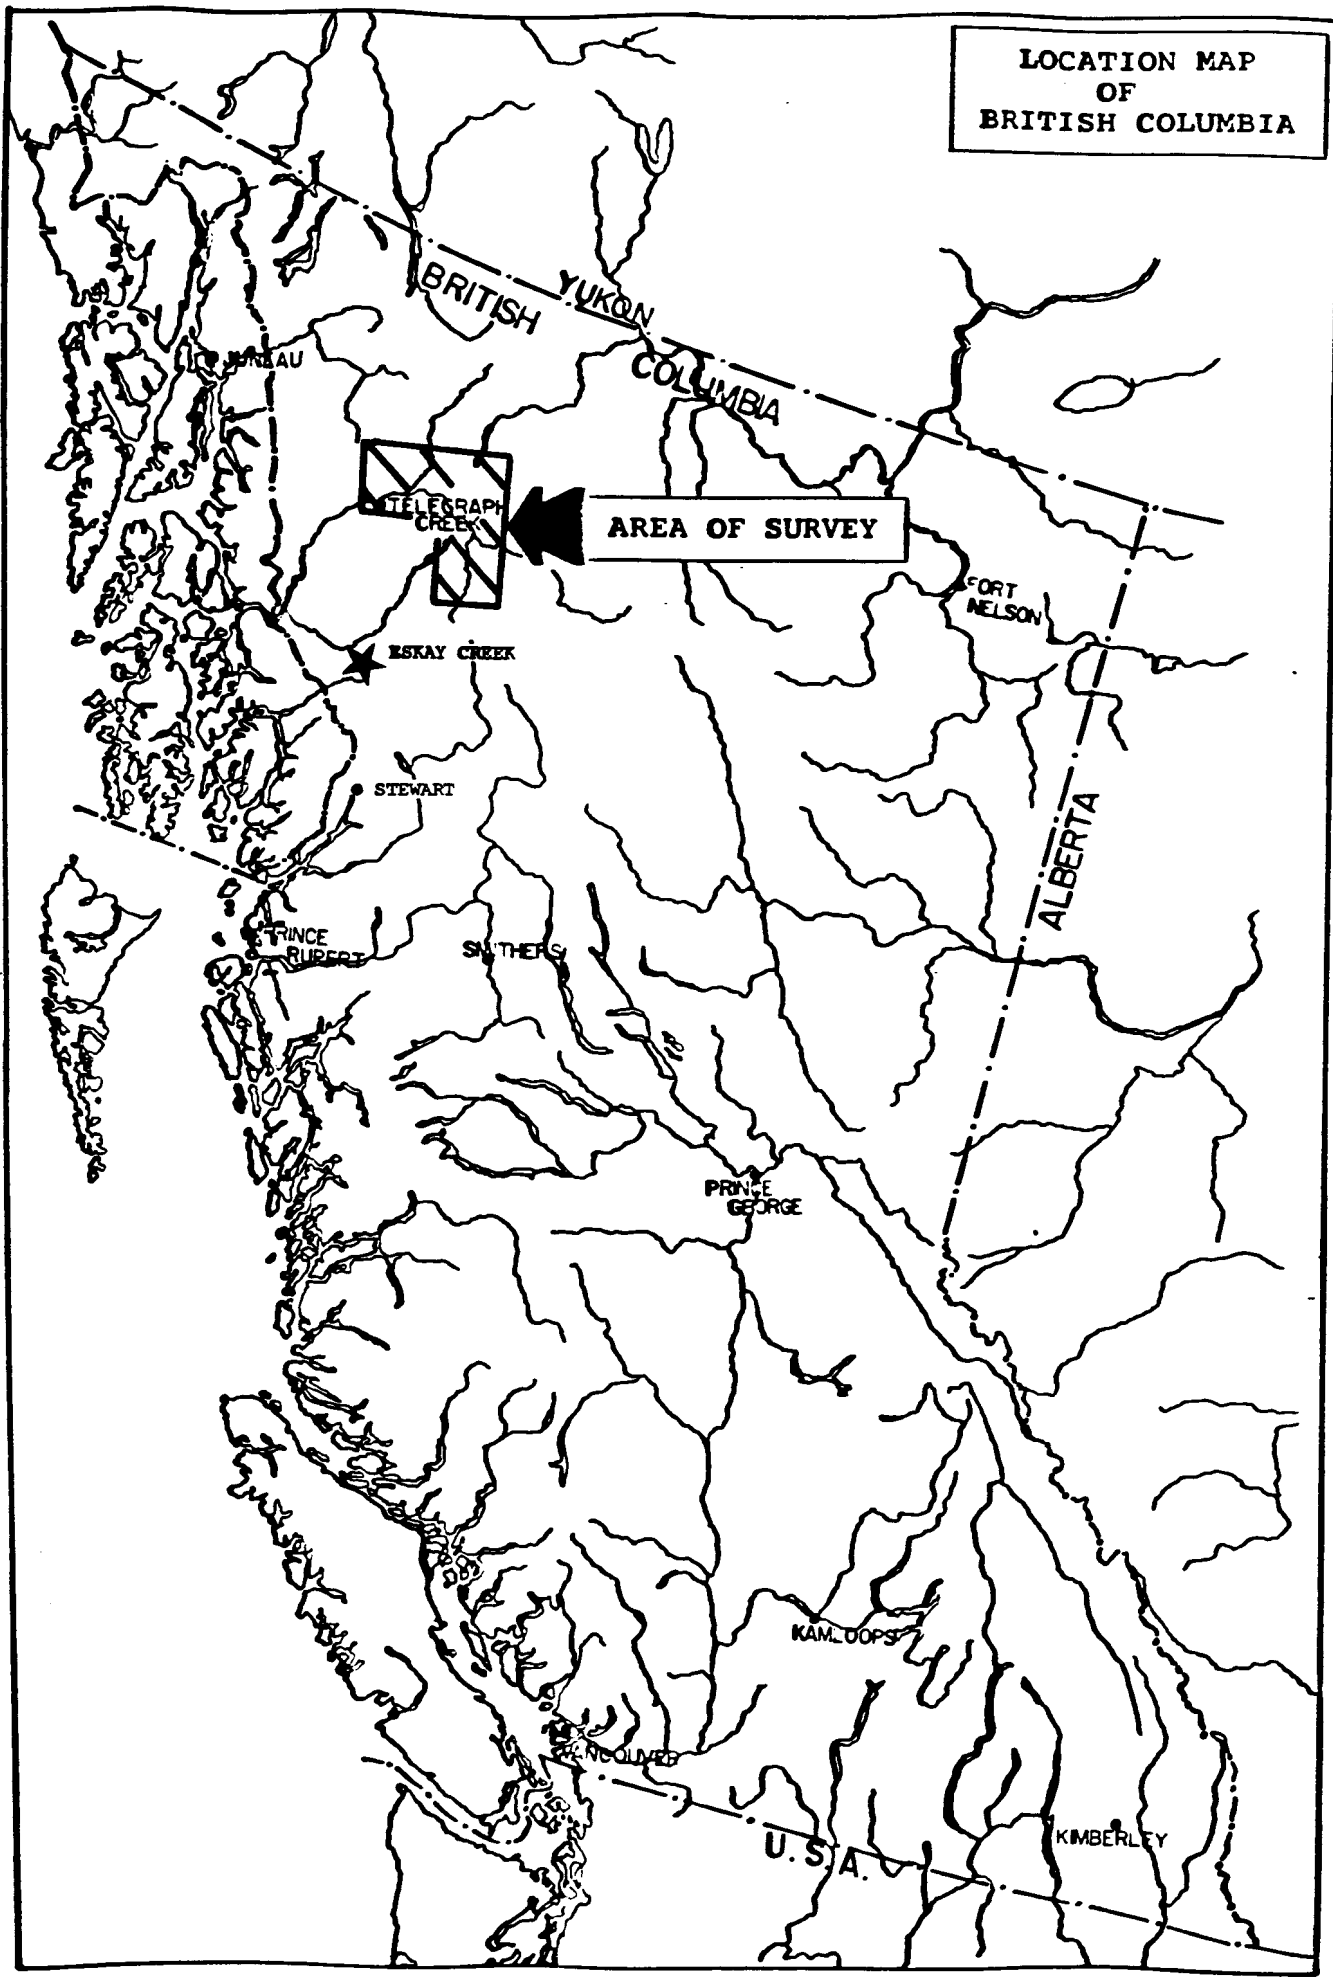 LOCATION MAP
OF
BRITISH COLUMBIA
YUKON
BRITISH
COLUMBIA
JUNEAU
TELEGRAPH
CREEK
AREA OF SURVEY
FORT
NELSON
ESKAY CREEK
STEWART
ALBERTA
PRINCE
RUPERT
SMITHERS
PRINCE
GEORGE
KAMLOOPS
VANCOUVER
KIMBERLEY
U.S.A.